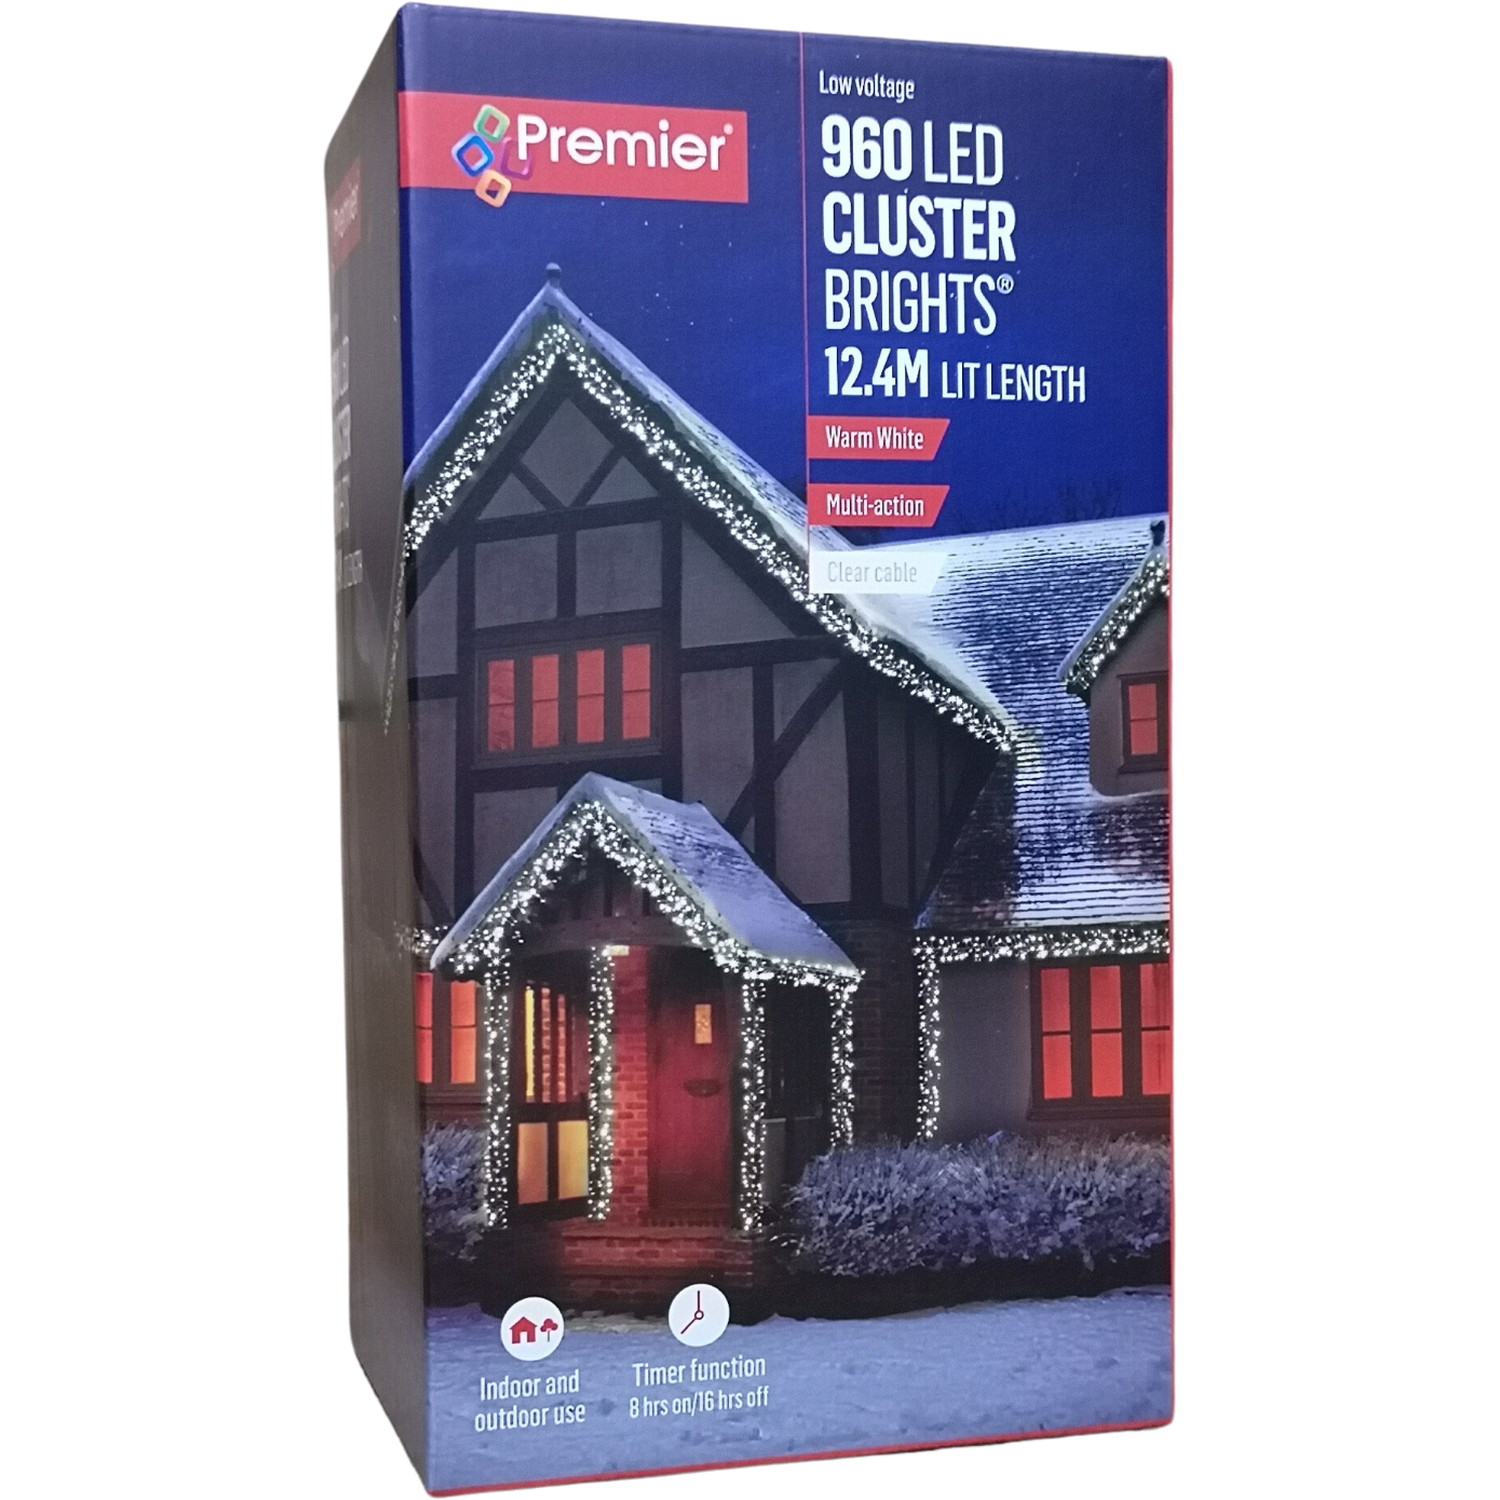 Premier®
Low voltage
960 LED
CLUSTER
BRIGHTS®
12.4M LIT LENGTH
Warm White
Multi-action
Clear cable
Indoor and
outdoor use
Timer function
8 hrs on/16 hrs off
Premier